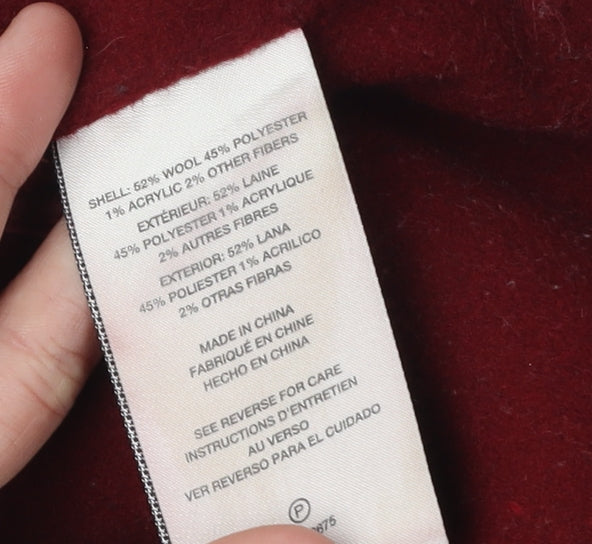 SHELL: 52% WOOL 45% POLYESTER
1% ACRYLIC 2% OTHER FIBERS
EXTÉRIEUR: 52% LAINE
45% POLYESTER 1% ACRYLIQUE
2% AUTRES FIBRES
EXTERIOR: 52% LANA
45% POLIESTER 1% ACRILICO
2% OTRAS FIBRAS
MADE IN CHINA
FABRIQUÉ EN CHINE
HECHO EN CHINA
SEE REVERSE FOR CARE
INSTRUCTIONS D'ENTRETIEN
AU VERSO
VER REVERSO PARA EL CUIDADO
P